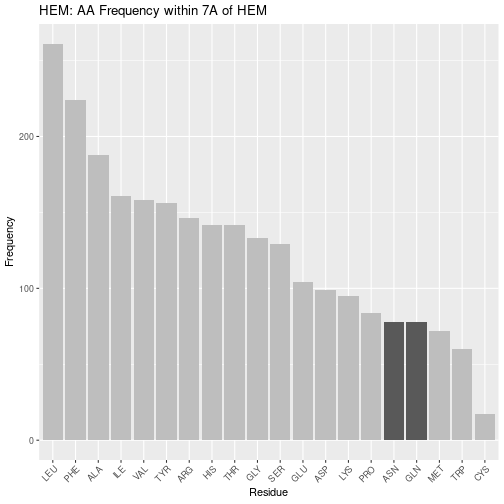 HEM: AA Frequency within 7A of HEM
Frequency
200
100
0
LEU PHE ALA ILE VAL TYR ARG HIS THR GLY SER GLU ASP LYS PRO ASN GLN MET TRP CYS
Residue